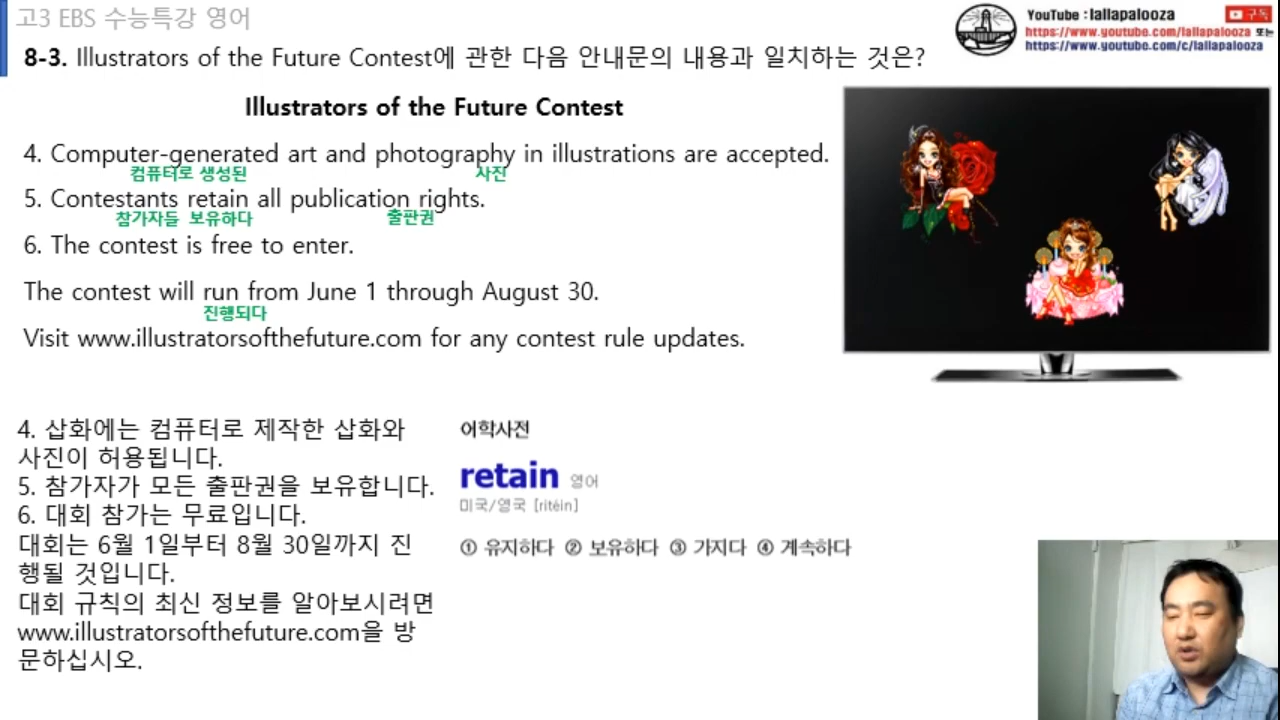 고3 EBS 수능특강 영어
YouTube : lallapalooza
구독
https://www.youtube.com/lallapalooza 또는
https://www.youtube.com/c/lallapalooza
8-3. Illustrators of the Future Contest에 관한 다음 안내문의 내용과 일치하는 것은?
Illustrators of the Future Contest
4. Computer-generated art and photography in illustrations are accepted.
컴퓨터로 생성된 사진
5. Contestants retain all publication rights.
참가자들 보유하다 출판권
6. The contest is free to enter.
The contest will run from June 1 through August 30.
진행되다
Visit www.illustratorsofthefuture.com for any contest rule updates.
4. 삽화에는 컴퓨터로 제작한 삽화와
사진이 허용됩니다.
5. 참가자가 모든 출판권을 보유합니다.
6. 대회 참가는 무료입니다.
대회는 6월 1일부터 8월 30일까지 진
행될 것입니다.
대회 규칙의 최신 정보를 알아보시려면
www.illustratorsofthefuture.com을 방
문하십시오.
어학사전
retain 영어
미국/영국 [ritéin]
① 유지하다 ② 보유하다 ③ 가지다 ④ 계속하다